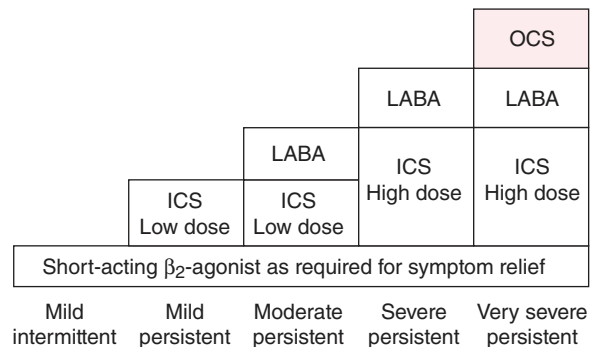 OCS
LABA
LABA
LABA
ICS
High dose
ICS
High dose
ICS
Low dose
ICS
Low dose
Short-acting β2-agonist as required for symptom relief
Mild
intermittent
Mild
persistent
Moderate
persistent
Severe
persistent
Very severe
persistent